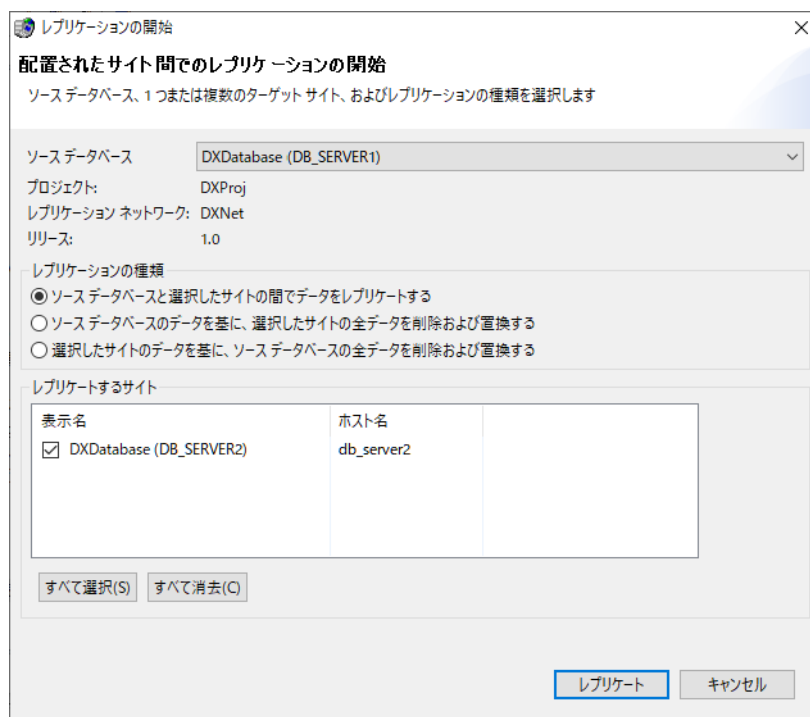 レプリケーションの開始
配置されたサイト間でのレプリケーションの開始
ソース データベース、1 つまたは複数のターゲット サイト、およびレプリケーションの種類を選択します
ソース データベース DXDatabase (DB_SERVER1)
プロジェクト: DXProj
レプリケーション ネットワーク: DXNet
リリース: 1.0
レプリケーションの種類
ソース データベースと選択したサイトの間でデータをレプリケートする
ソース データベースのデータを基に、選択したサイトの全データを削除および置換する
選択したサイトのデータを基に、ソース データベースの全データを削除および置換する
レプリケートするサイト
表示名 ホスト名
DXDatabase (DB_SERVER2) db_server2
すべて選択(S) すべて消去(C)
レプリケート キャンセル